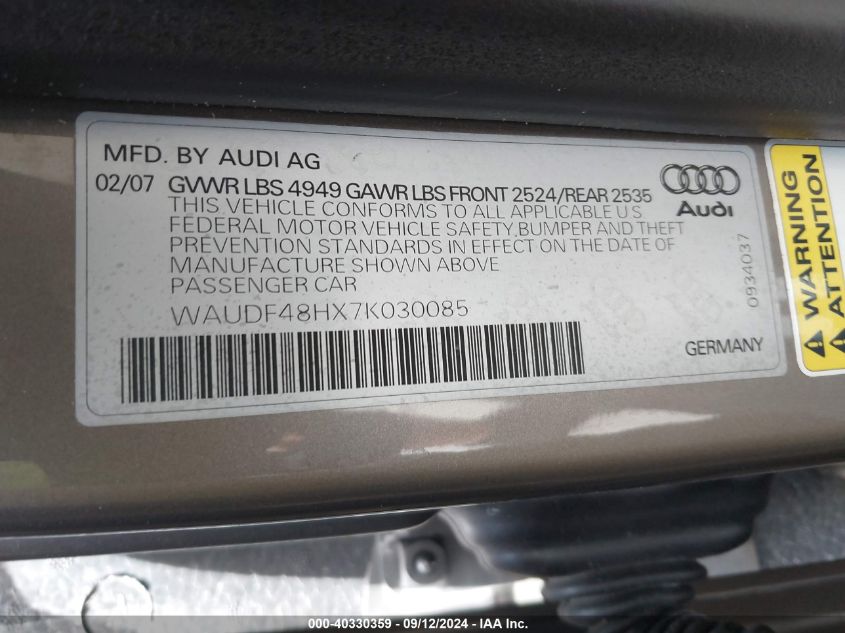 MFD. BY AUDI AG
02/07 GVWR LBS 4949 GAWR LBS FRONT 2524/REAR 2535
THIS VEHICLE CONFORMS TO ALL APPLICABLE U S
FEDERAL MOTOR VEHICLE SAFETY,BUMPER AND THEFT
PREVENTION STANDARDS IN EFFECT ON THE DATE OF
MANUFACTURE SHOWN ABOVE
PASSENGER CAR
WAUDF48HX7K030085
Audi
0934037
GERMANY
WARNING
ATTENTION
000-40330359 - 09/12/2024 - IAA Inc.